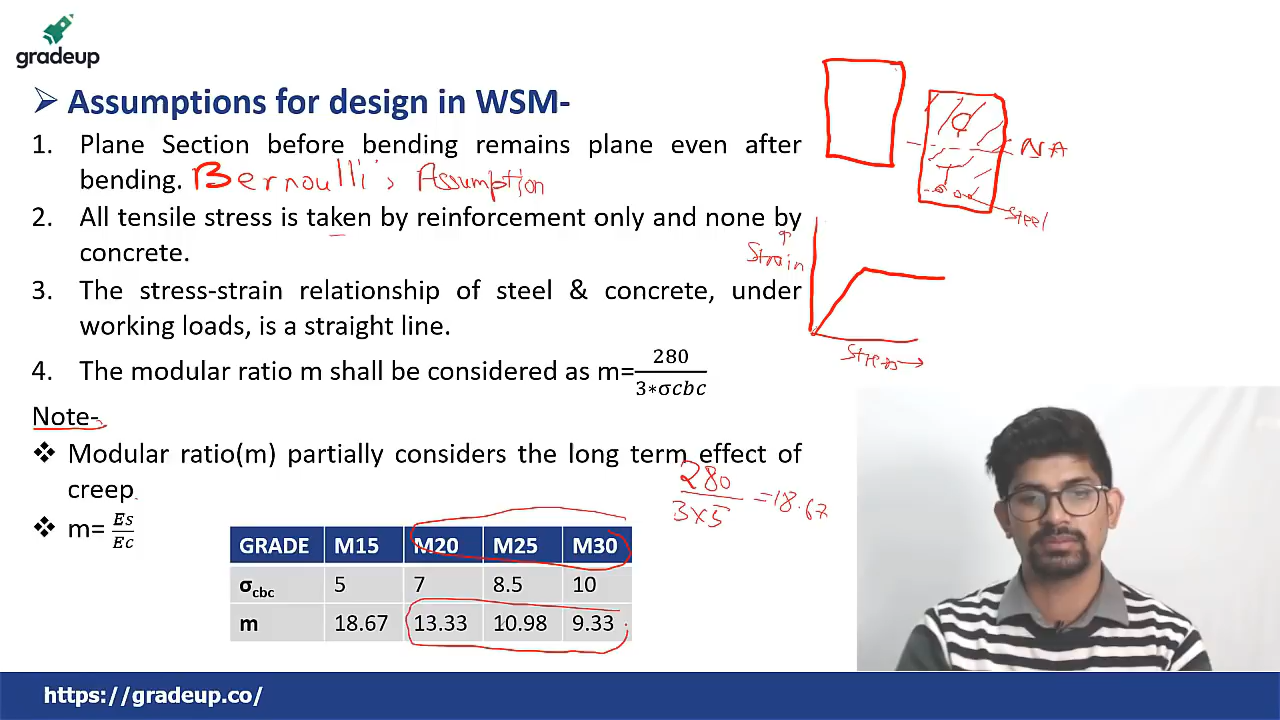 gradeup
Assumptions for design in WSM-
1. Plane Section before bending remains plane even after
bending. Bernoulli's Assumption
2. All tensile stress is taken by reinforcement only and none by
concrete.
3. The stress-strain relationship of steel & concrete, under
working loads, is a straight line.
4. The modular ratio m shall be considered as m=280/3∗σcbc
Note-
Modular ratio(m) partially considers the long term effect of
creep.
m= Es/Ec
GRADE M15 M20 M25 M30
σcbc 5 7 8.5 10
m 18.67 13.33 10.98 9.33
280/3×5 =18.67
C
NA
T
Steel
Strain
Stress
https://gradeup.co/